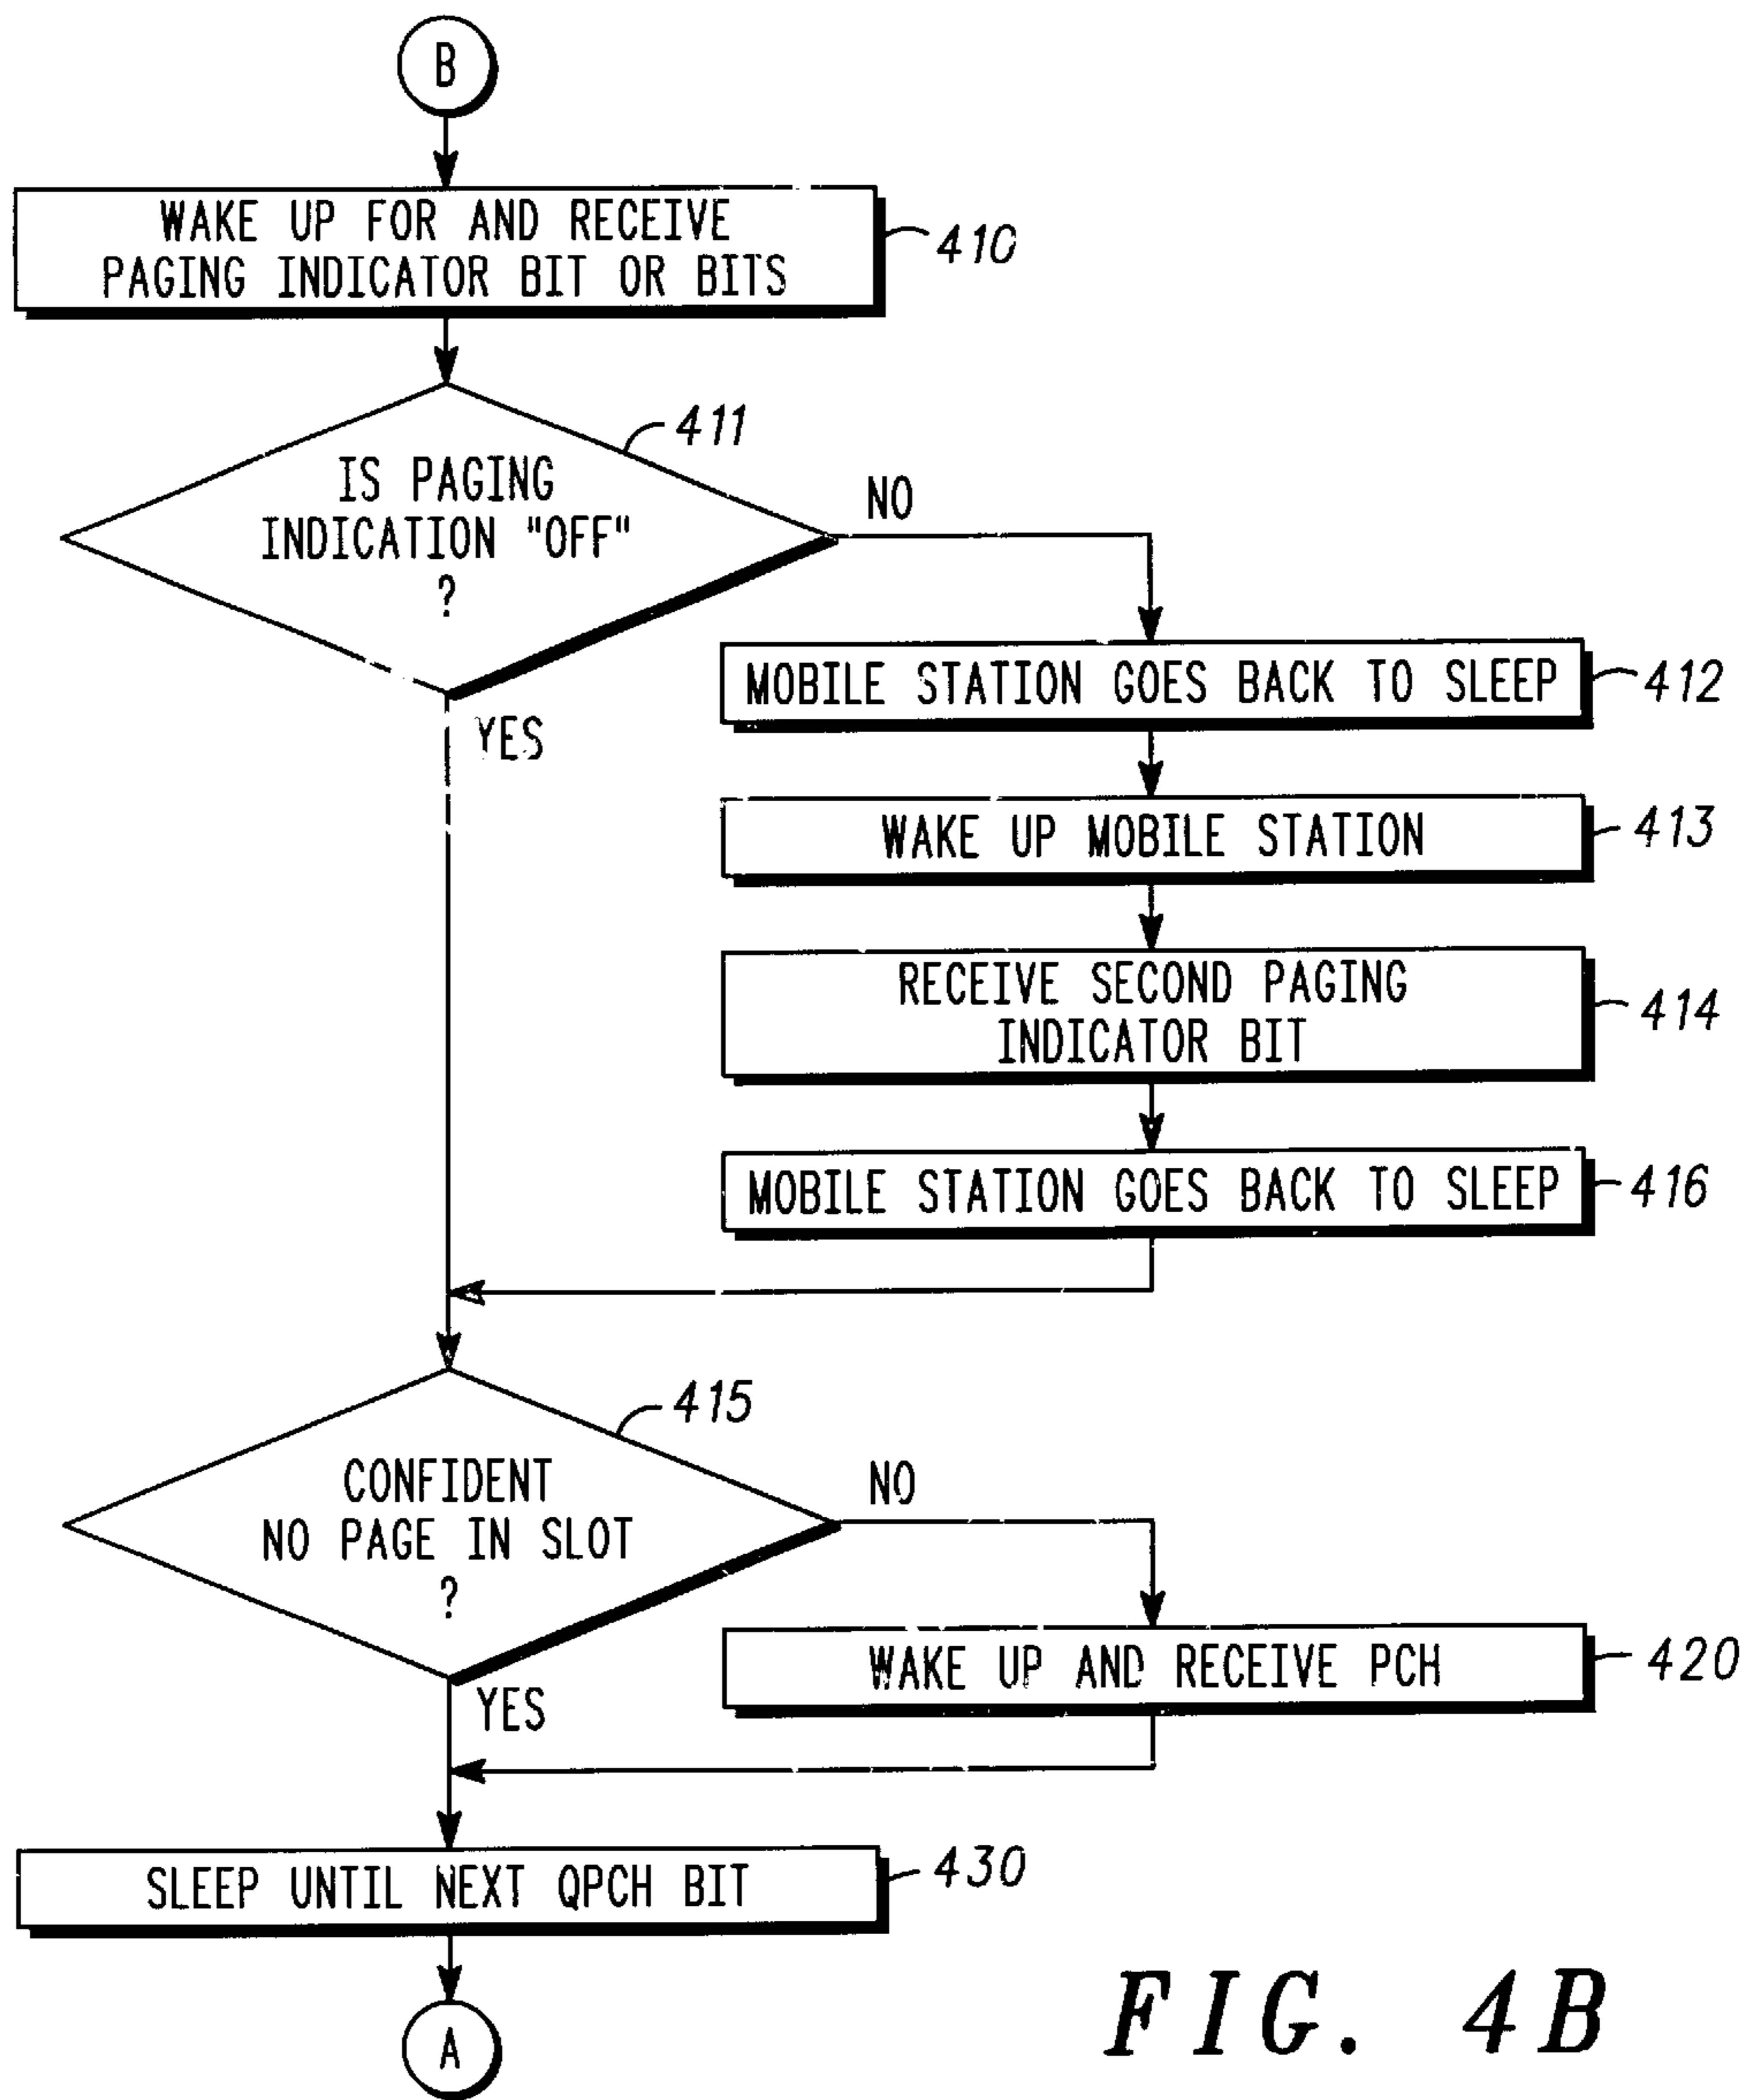 B
WAKE UP FOR AND RECEIVE
PAGING INDICATOR BIT OR BITS
410
411
IS PAGING
INDICATION "OFF"
?
NO
YES
MOBILE STATION GOES BACK TO SLEEP
412
WAKE UP MOBILE STATION
413
RECEIVE SECOND PAGING
INDICATOR BIT
414
MOBILE STATION GOES BACK TO SLEEP
416
415
CONFIDENT
NO PAGE IN SLOT
?
NO
YES
WAKE UP AND RECEIVE PCH
420
SLEEP UNTIL NEXT QPCH BIT
430
A
FIG. 4B